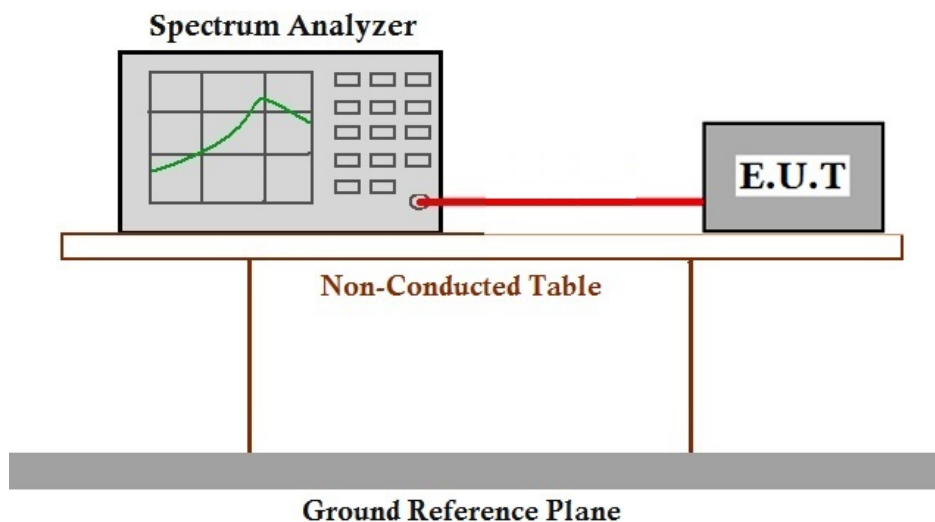 Spectrum Analyzer
E.U.T
Non-Conducted Table
Ground Reference Plane